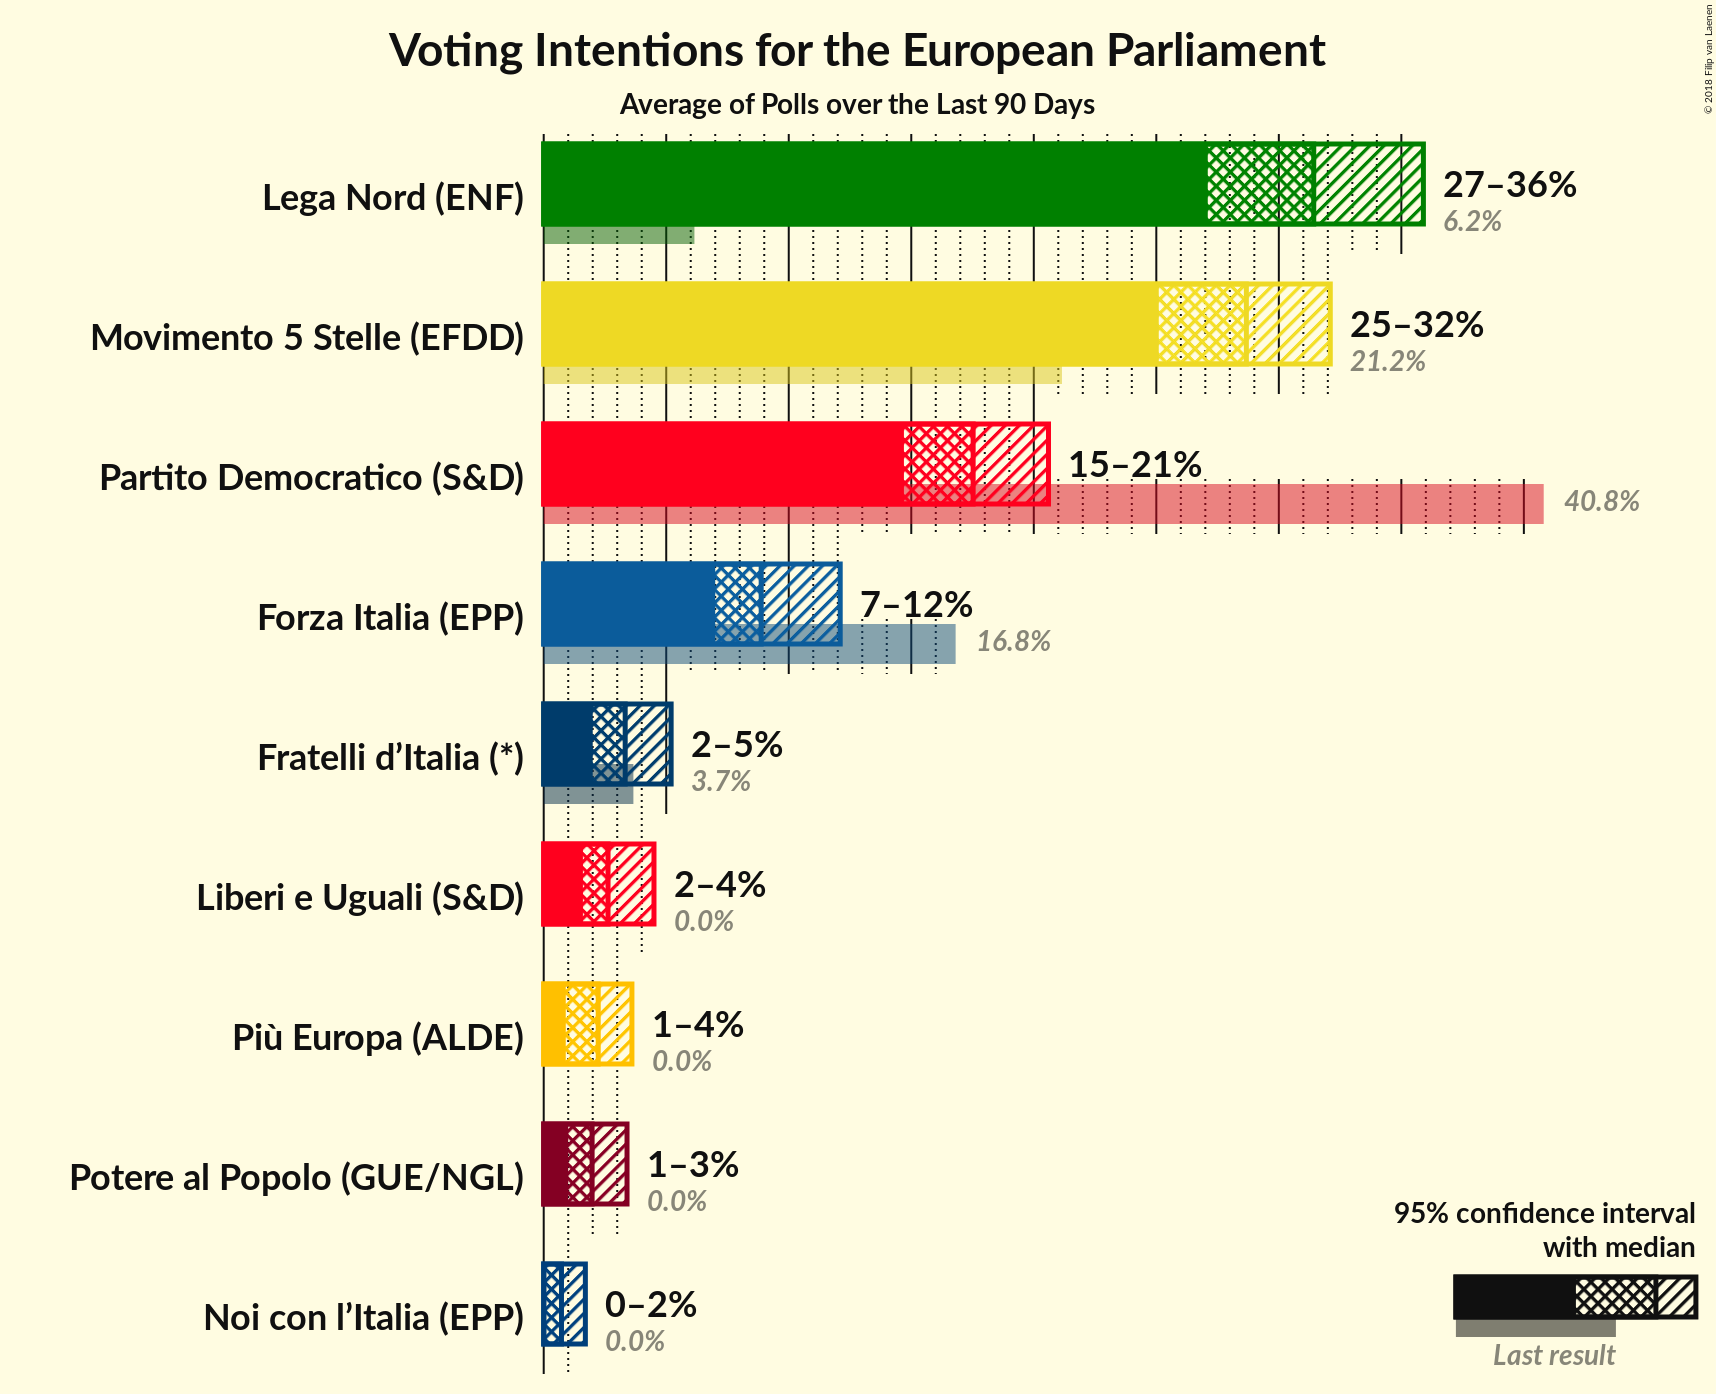 Voting Intentions for the European Parliament
Average of Polls over the Last 90 Days
© 2018 Filip van Laenen
Lega Nord (ENF)
27–36%
6.2%
Movimento 5 Stelle (EFDD)
25–32%
21.2%
Partito Democratico (S&D)
15–21%
40.8%
Forza Italia (EPP)
7–12%
16.8%
Fratelli d’Italia (*)
2–5%
3.7%
Liberi e Uguali (S&D)
2–4%
0.0%
Più Europa (ALDE)
1–4%
0.0%
Potere al Popolo (GUE/NGL)
1–3%
0.0%
Noi con l’Italia (EPP)
0–2%
0.0%
95% confidence interval
with median
Last result